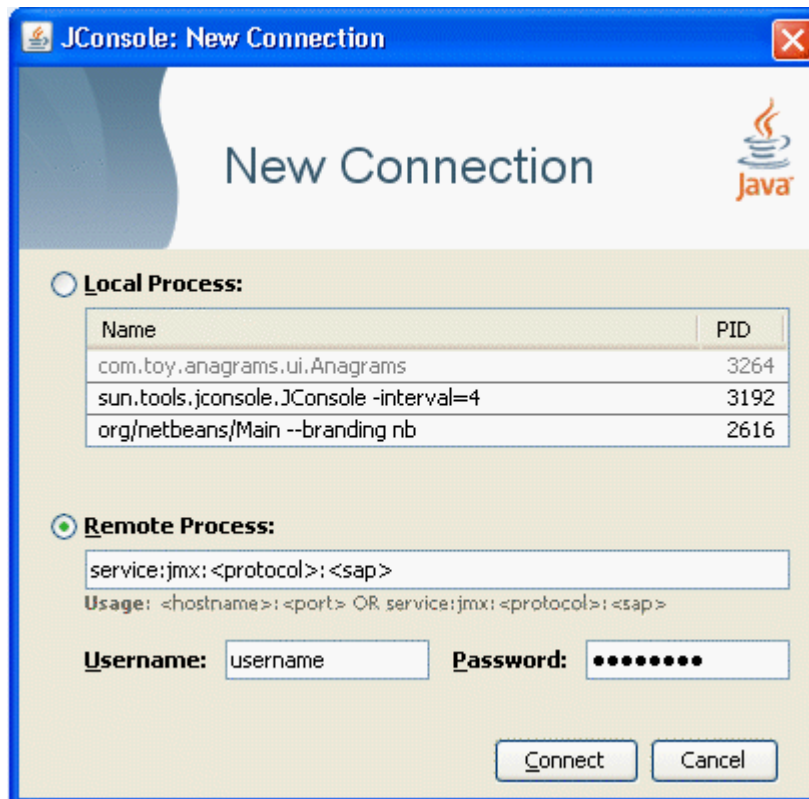 JConsole: New Connection
New Connection
Java
Local Process:
Name PID
com.toy.anagrams.ui.Anagrams 3264
sun.tools.jconsole.JConsole -interval=4 3192
org/netbeans/Main --branding nb 2616
Remote Process:
service:jmx:<protocol>:<sap>
Usage: <hostname>:<port> OR service:jmx:<protocol>:<sap>
Username: username Password: ●●●●●●●●
Connect Cancel